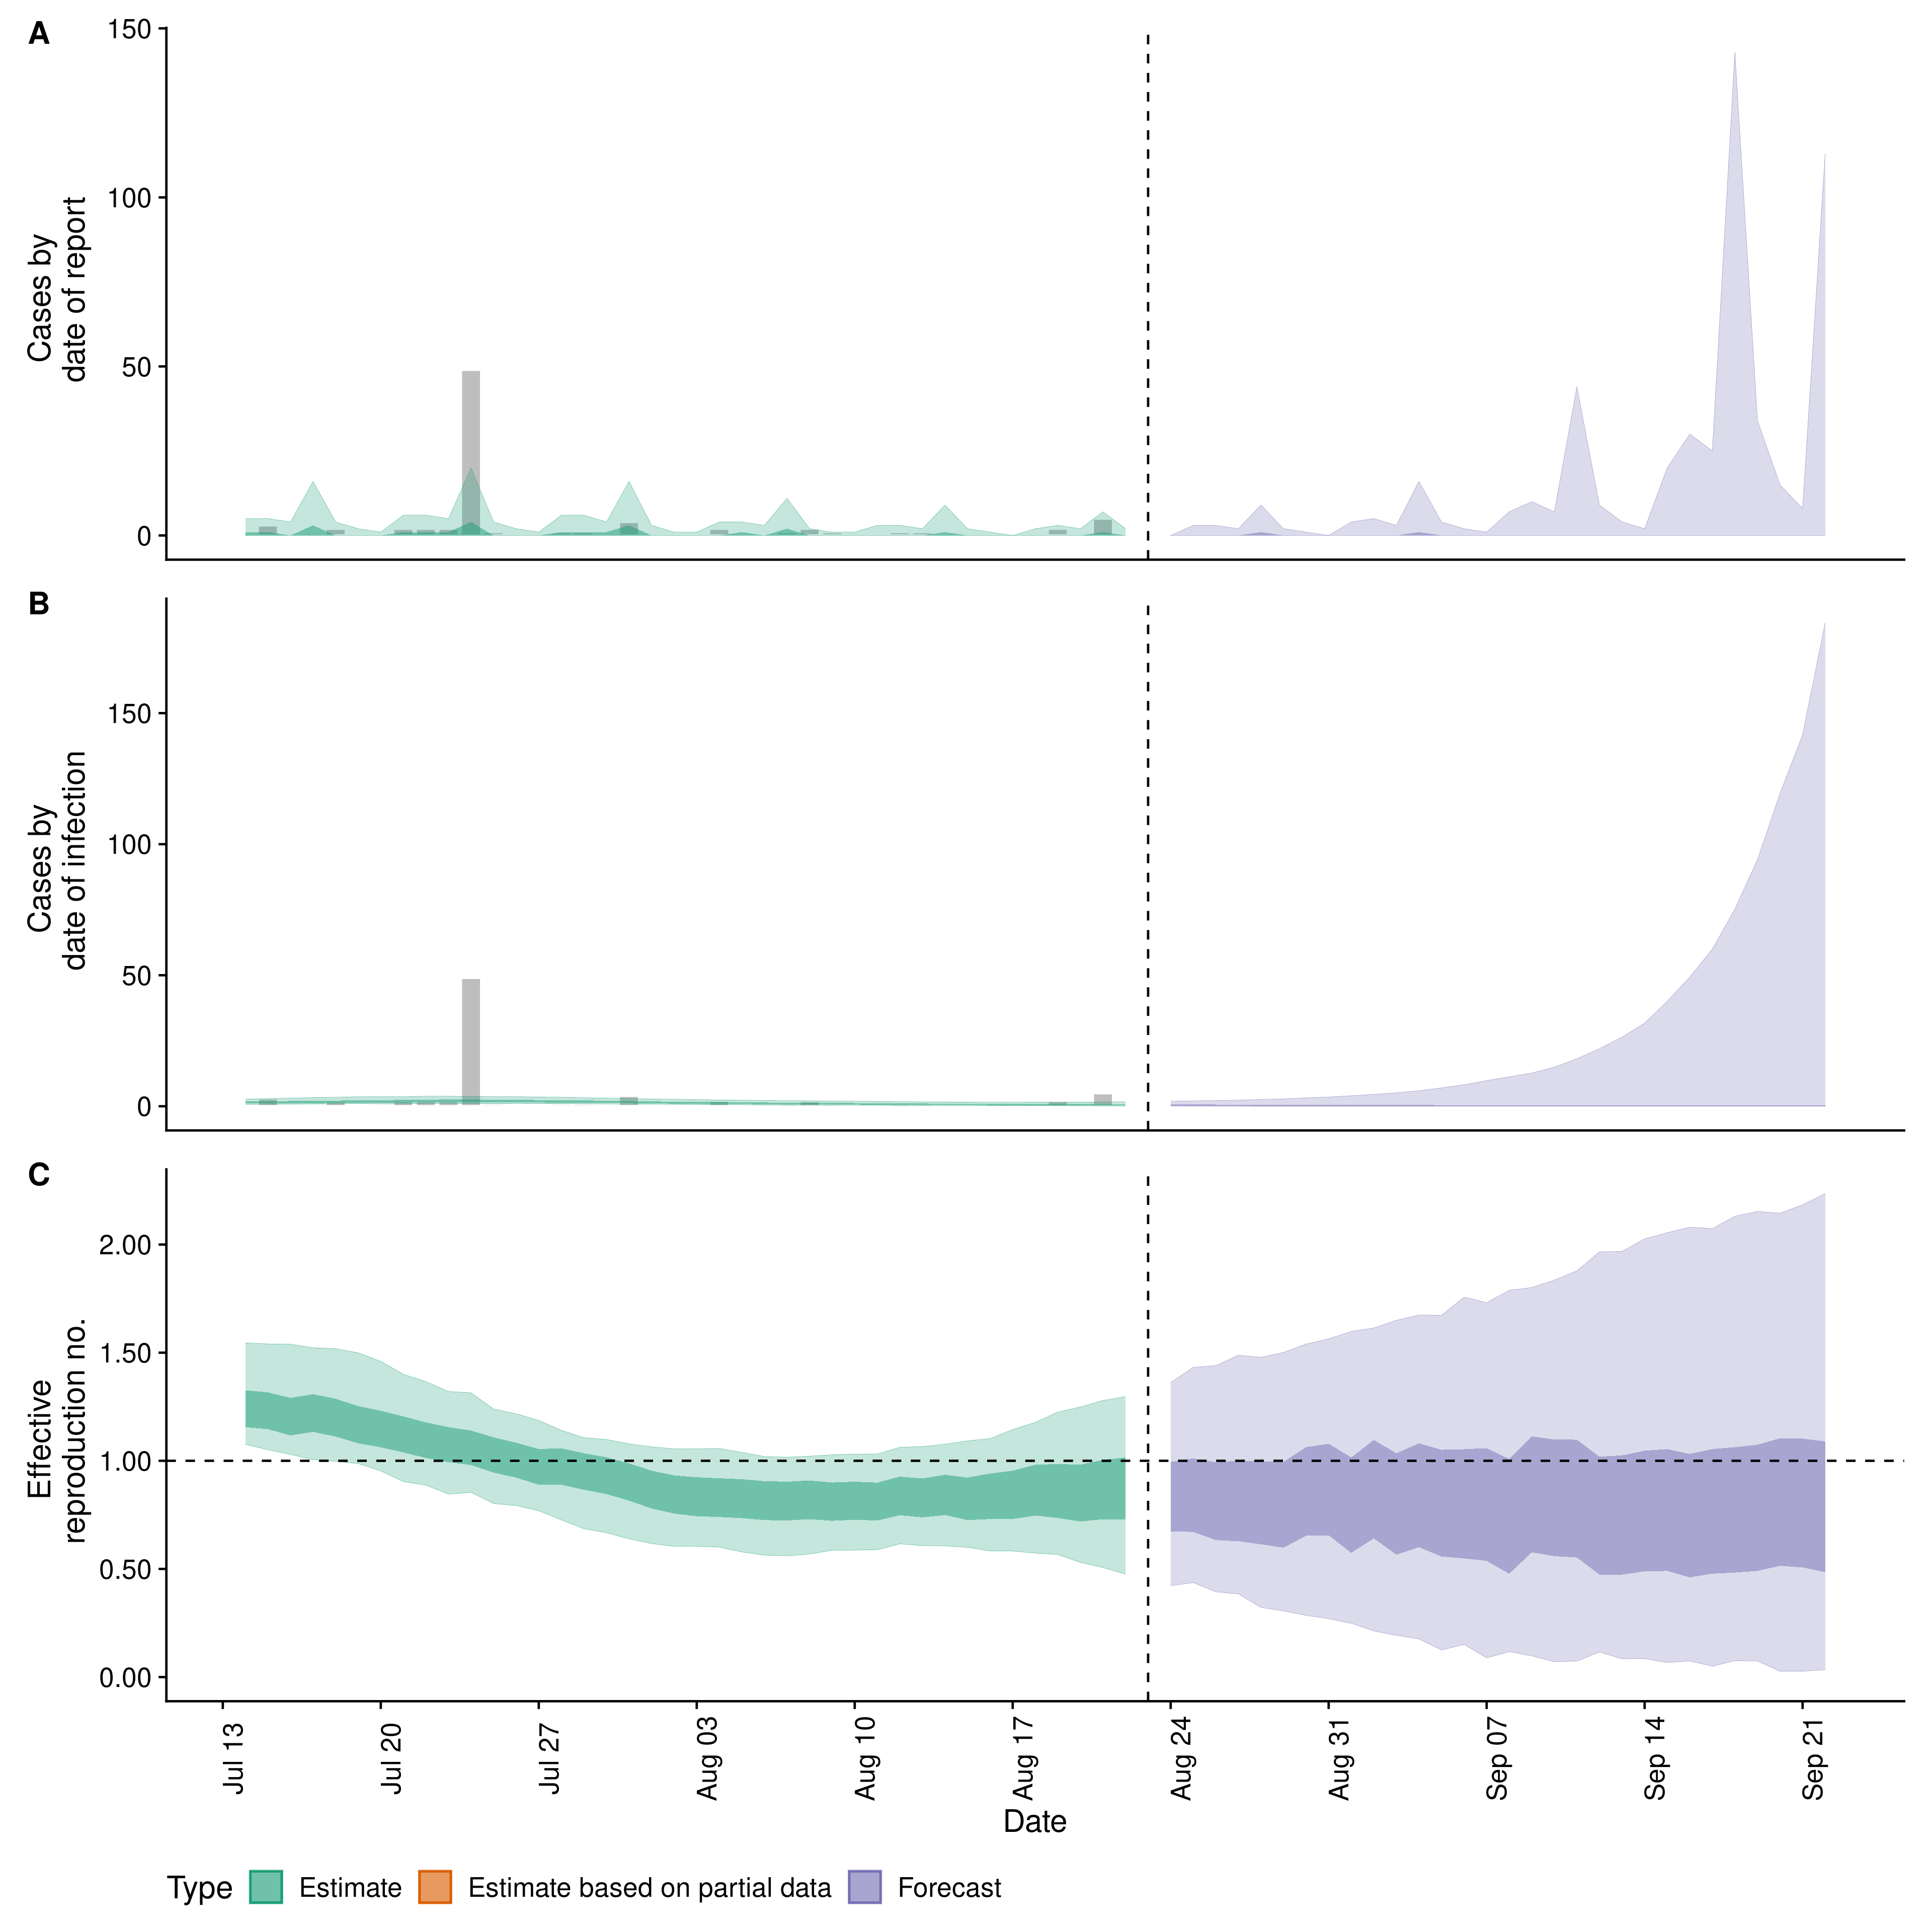 A
150
100
50
0
Cases by
date of report
B
150
100
50
0
Cases by
date of infection
C
2.00
1.50
1.00
0.50
0.00
Effective
reproduction no.
Jul 13
Jul 20
Jul 27
Aug 03
Aug 10
Aug 17
Aug 24
Aug 31
Sep 07
Sep 14
Sep 21
Date
Type
Estimate
Estimate based on partial data
Forecast